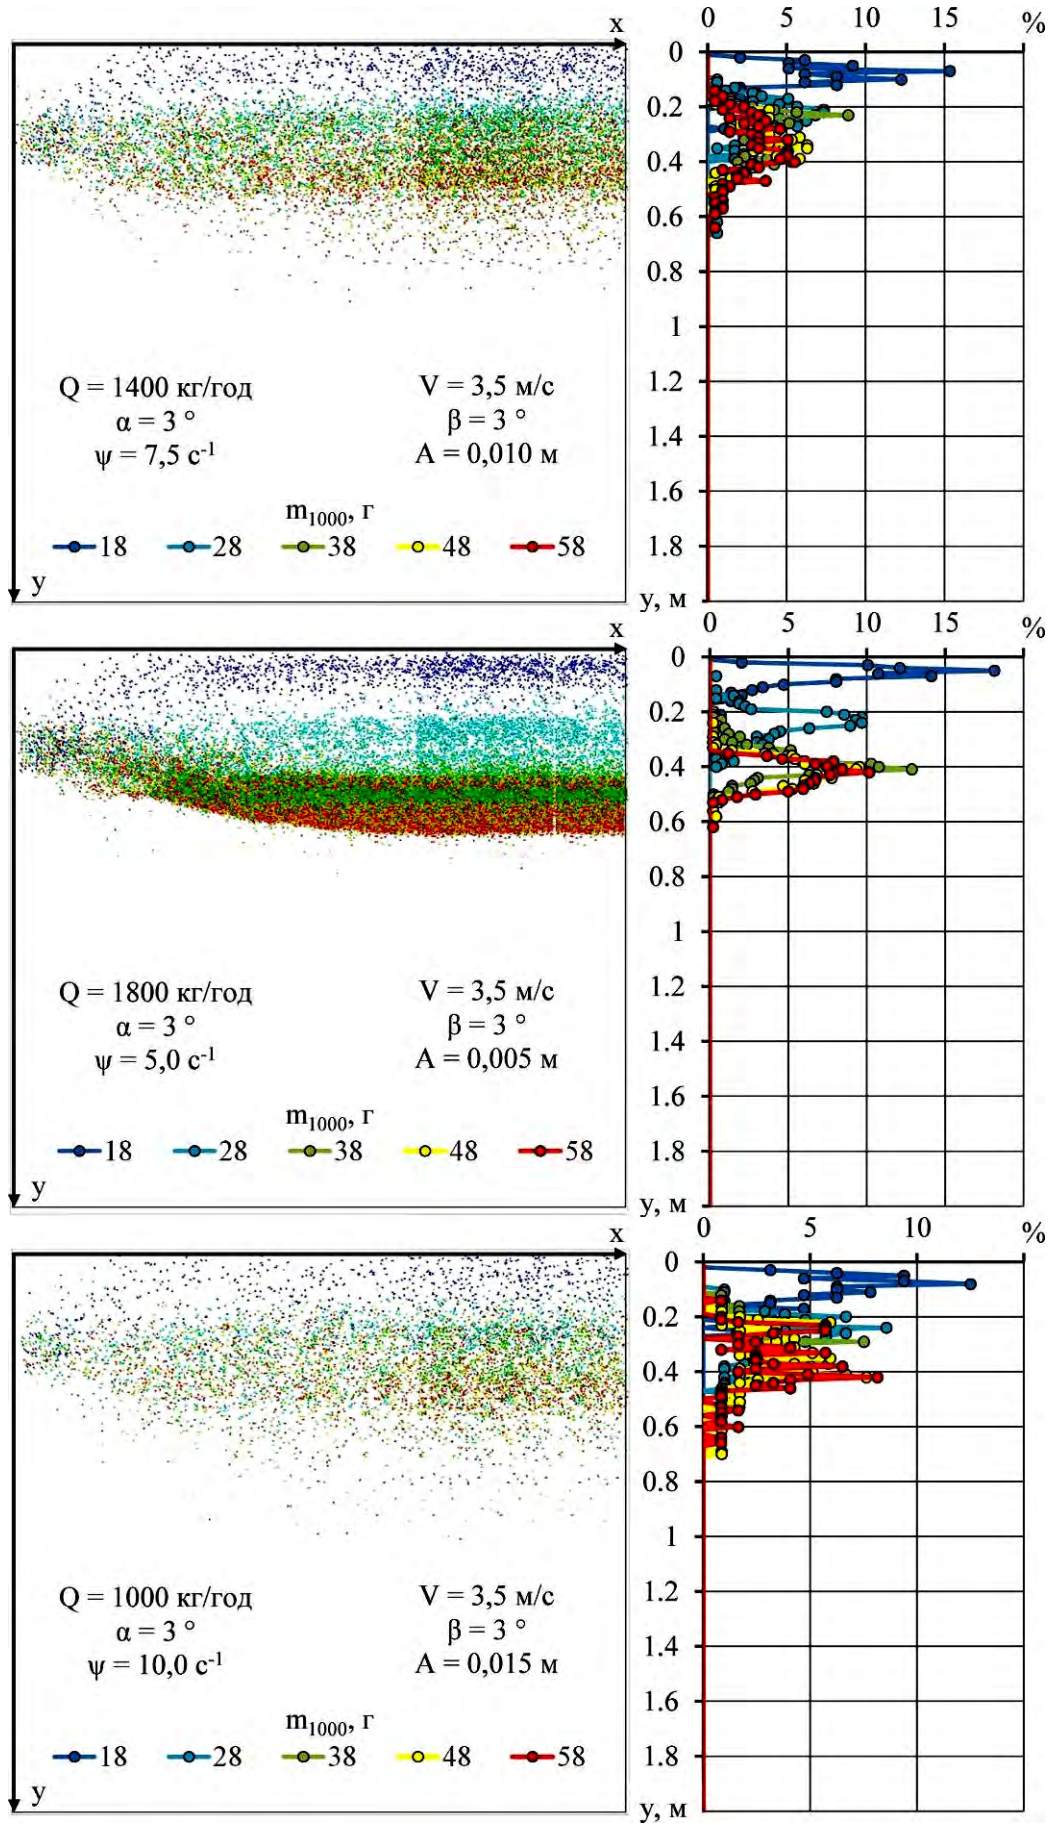 x
0 5 10 15 %
0
0.2
0.4
0.6
0.8
1
1.2
1.4
1.6
1.8
y, м
Q = 1400 кг/год V = 3,5 м/с
α = 3 ° β = 3 °
ψ = 7,5 с⁻¹ A = 0,010 м
m₁₀₀₀, г
18 28 38 48 58
y
x
0 5 10 15 %
0
0.2
0.4
0.6
0.8
1
1.2
1.4
1.6
1.8
y, м
Q = 1800 кг/год V = 3,5 м/с
α = 3 ° β = 3 °
ψ = 5,0 с⁻¹ A = 0,005 м
m₁₀₀₀, г
18 28 38 48 58
y
x
0 5 10 %
0
0.2
0.4
0.6
0.8
1
1.2
1.4
1.6
1.8
y, м
Q = 1000 кг/год V = 3,5 м/с
α = 3 ° β = 3 °
ψ = 10,0 с⁻¹ A = 0,015 м
m₁₀₀₀, г
18 28 38 48 58
y